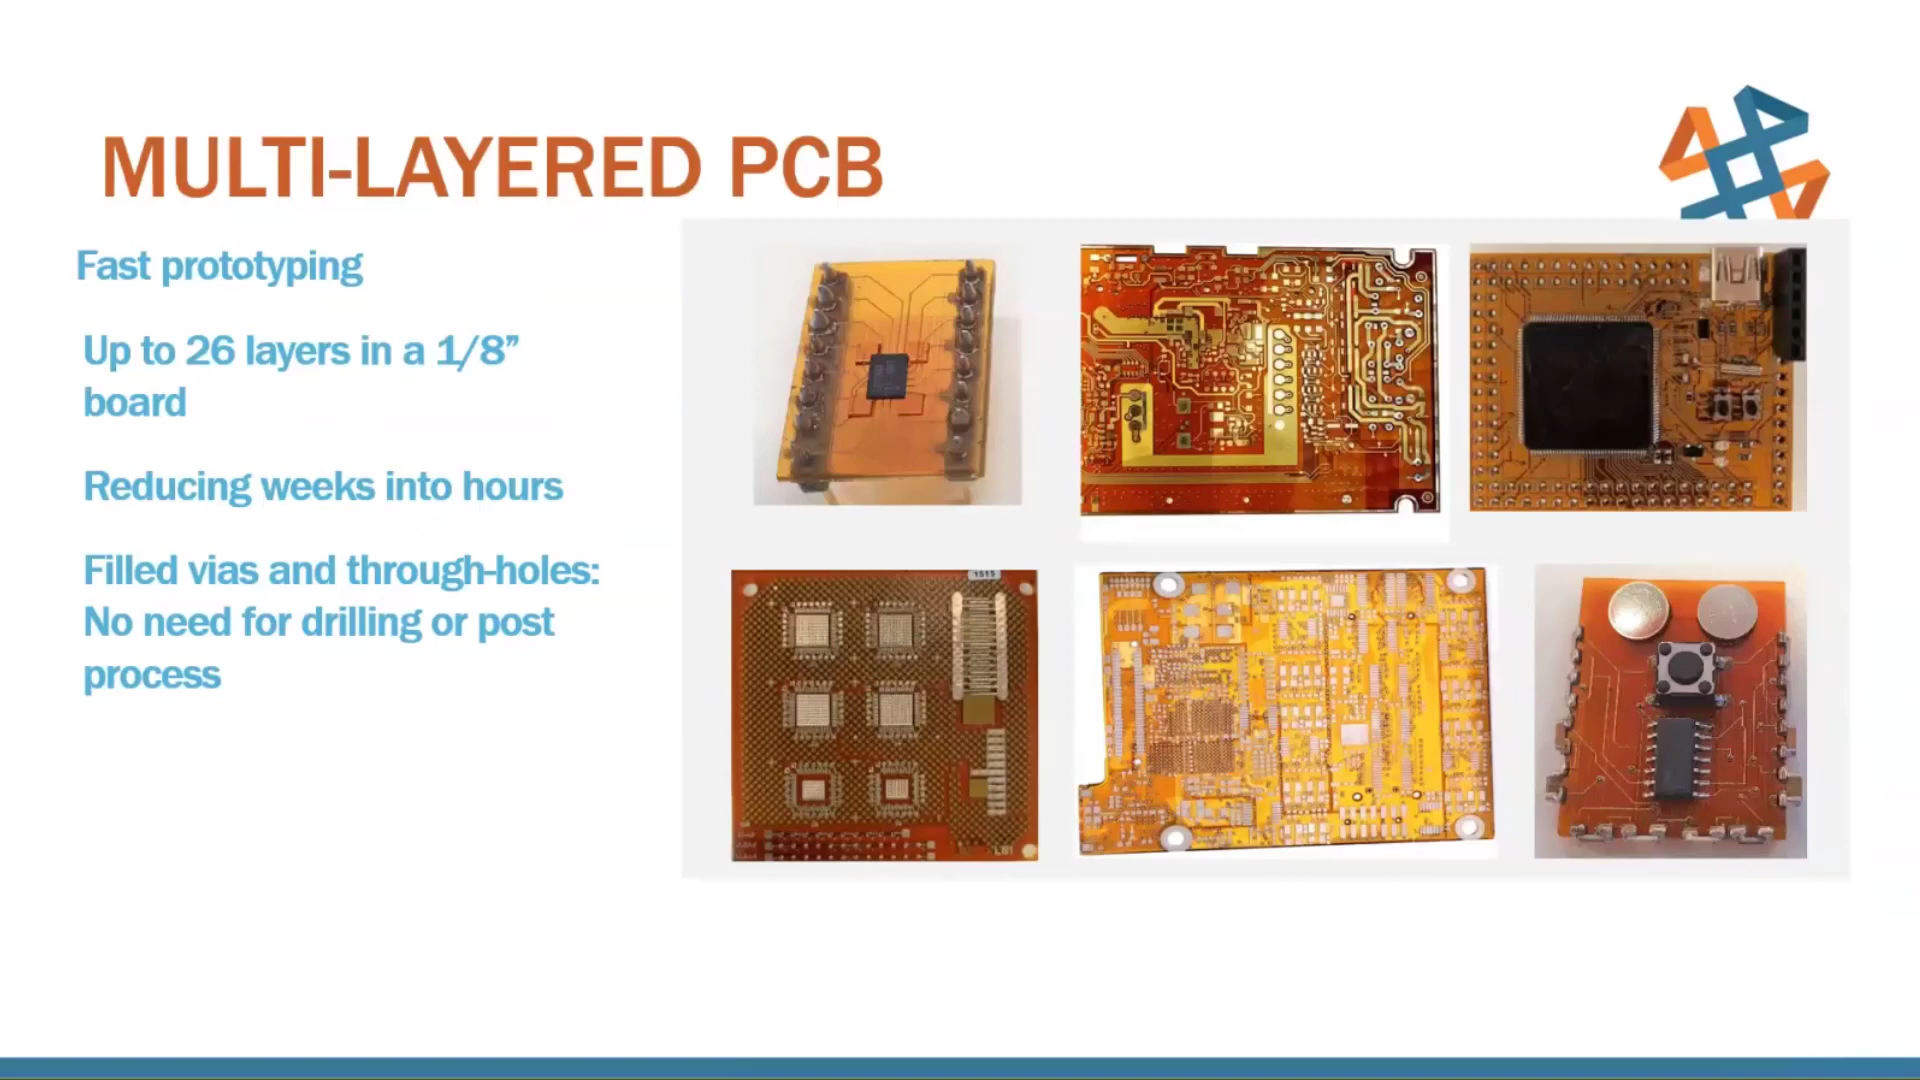 MULTI-LAYERED PCB
Fast prototyping
Up to 26 layers in a 1/8”
board
Reducing weeks into hours
Filled vias and through-holes:
No need for drilling or post
process
1515